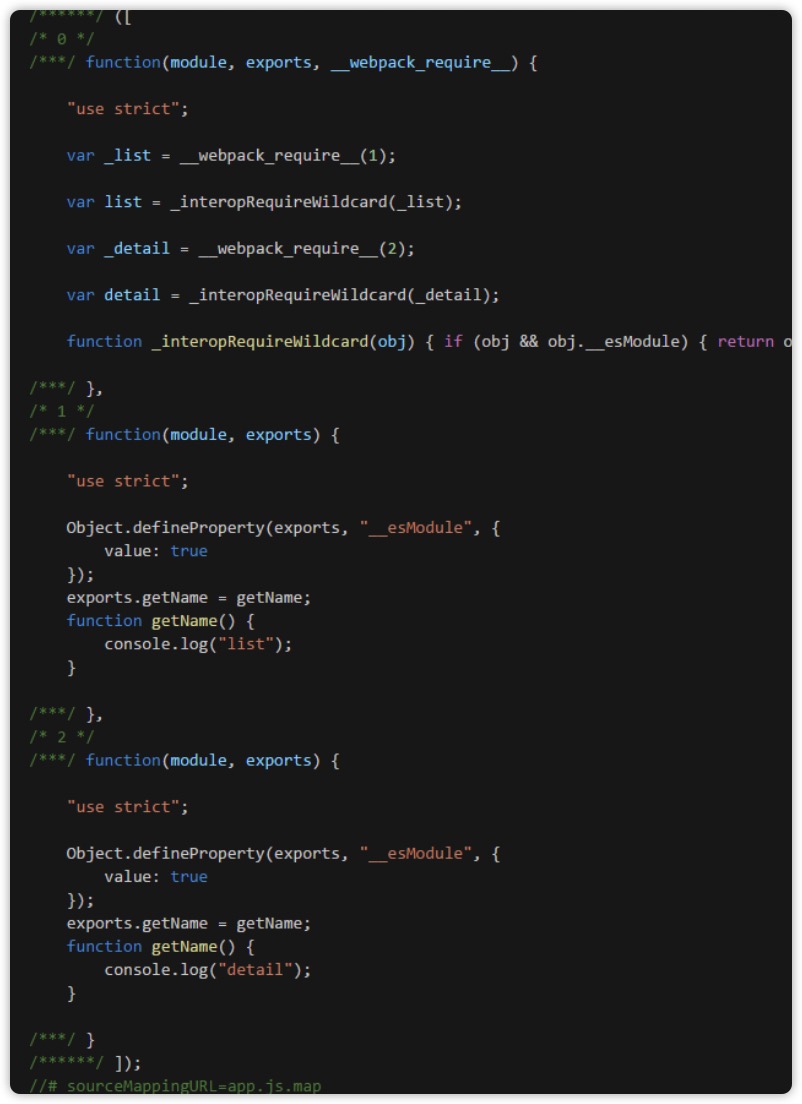 /******/ ([
/* 0 */
/***/ function(module, exports, __webpack_require__) {
"use strict";
var _list = __webpack_require__(1);
var list = _interopRequireWildcard(_list);
var _detail = __webpack_require__(2);
var detail = _interopRequireWildcard(_detail);
function _interopRequireWildcard(obj) { if (obj && obj.__esModule) { return o
/***/ },
/* 1 */
/***/ function(module, exports) {
"use strict";
Object.defineProperty(exports, "__esModule", {
value: true
});
exports.getName = getName;
function getName() {
console.log("list");
}
/***/ },
/* 2 */
/***/ function(module, exports) {
"use strict";
Object.defineProperty(exports, "__esModule", {
value: true
});
exports.getName = getName;
function getName() {
console.log("detail");
}
/***/ }
/******/ ]);
//# sourceMappingURL=app.js.map